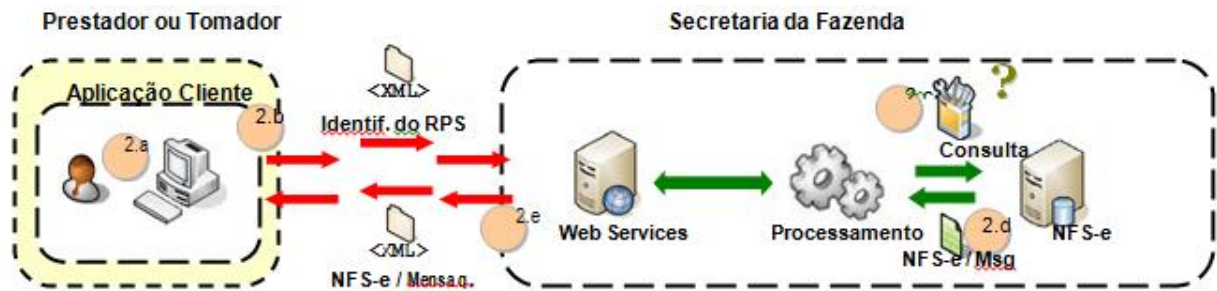 Prestador ou Tomador
Secretaria da Fazenda
Aplicação Cliente
2.a
2.b
<XML>
Identif. do RPS
<XML>
NFS-e / Mensag.
2.e
Web Services
Processamento
Consulta
2.d
NFS-e / Msg
NFS-e
?